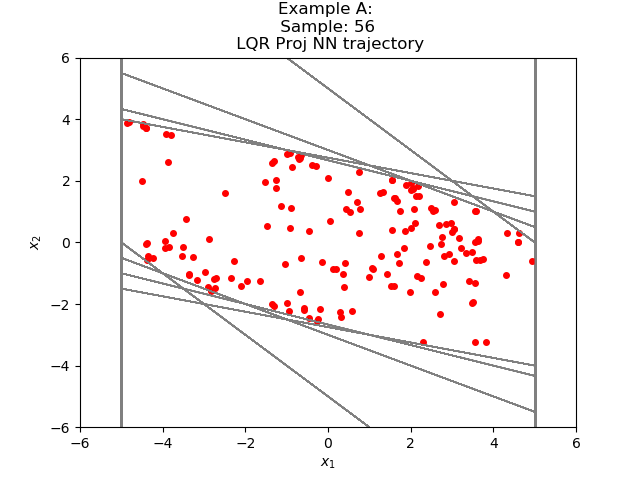 Example A:
Sample: 56
LQR Proj NN trajectory
6
4
2
0
−2
−4
−6
x₂
−6 −4 −2 0 2 4 6
x₁